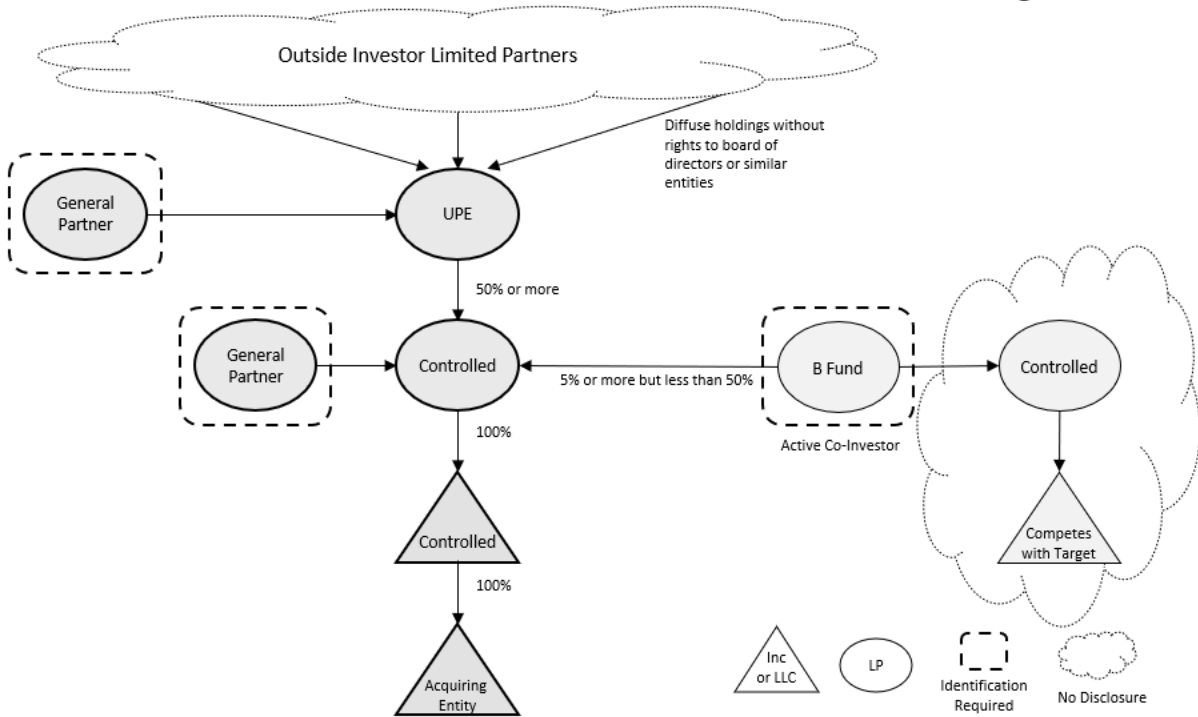 Outside Investor Limited Partners
Diffuse holdings without
rights to board of
directors or similar
entities
General
Partner
UPE
50% or more
General
Partner
Controlled
5% or more but less than 50%
B Fund
Controlled
Active Co-Investor
100%
Controlled
Competes
with Target
100%
Acquiring
Entity
Inc
or LLC
LP
Identification
Required
No Disclosure